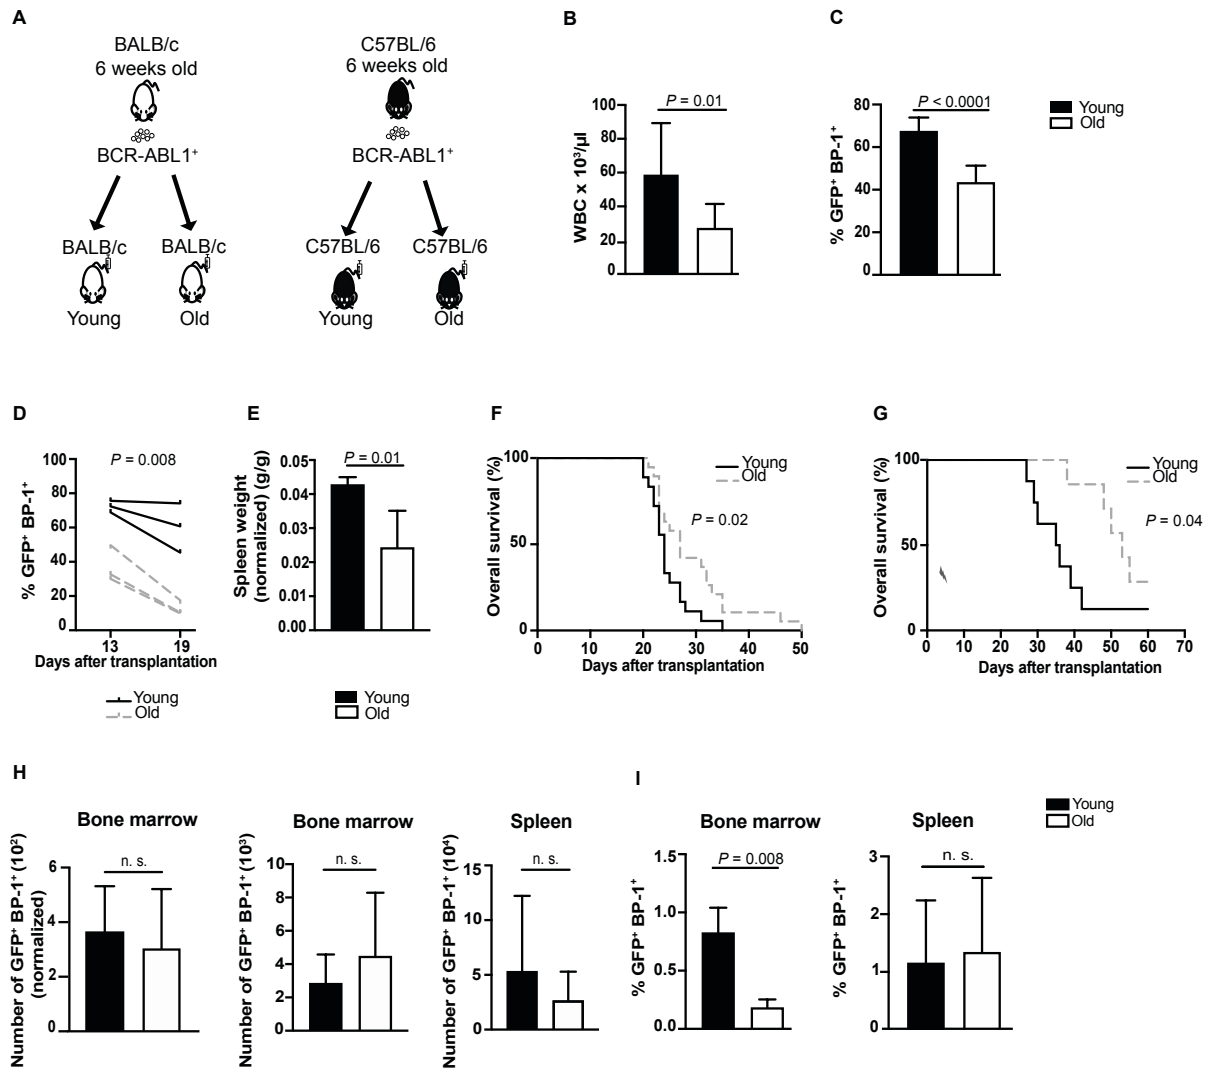 A
BALB/c
6 weeks old
BCR-ABL1⁺
BALB/c
BALB/c
Young
Old
C57BL/6
6 weeks old
BCR-ABL1⁺
C57BL/6
C57BL/6
Young
Old
B
WBC x 10³/µl
100
80
60
40
20
0
P = 0.01
C
% GFP⁺ BP-1⁺
80
60
40
20
0
P < 0.0001
Young
Old
D
% GFP⁺ BP-1⁺
100
80
60
40
20
0
P = 0.008
13
19
Days after transplantation
Young
Old
E
Spleen weight
(normalized) (g/g)
0.05
0.04
0.03
0.02
0.01
0.00
P = 0.01
Young
Old
F
Overall survival (%)
100
50
0
Young
Old
P = 0.02
0 10 20 30 40 50
Days after transplantation
G
Overall survival (%)
100
50
0
Young
Old
P = 0.04
0 10 20 30 40 50 60 70
Days after transplantation
H
Bone marrow
Number of GFP⁺ BP-1⁺ (10²)
(normalized)
6
4
2
0
n. s.
Bone marrow
Number of GFP⁺ BP-1⁺ (10³)
10
8
6
4
2
0
n. s.
Spleen
Number of GFP⁺ BP-1⁺ (10⁴)
15
10
5
0
n. s.
I
Bone marrow
% GFP⁺ BP-1⁺
1.5
1.0
0.5
0.0
P = 0.008
Spleen
% GFP⁺ BP-1⁺
3
2
1
0
n. s.
Young
Old